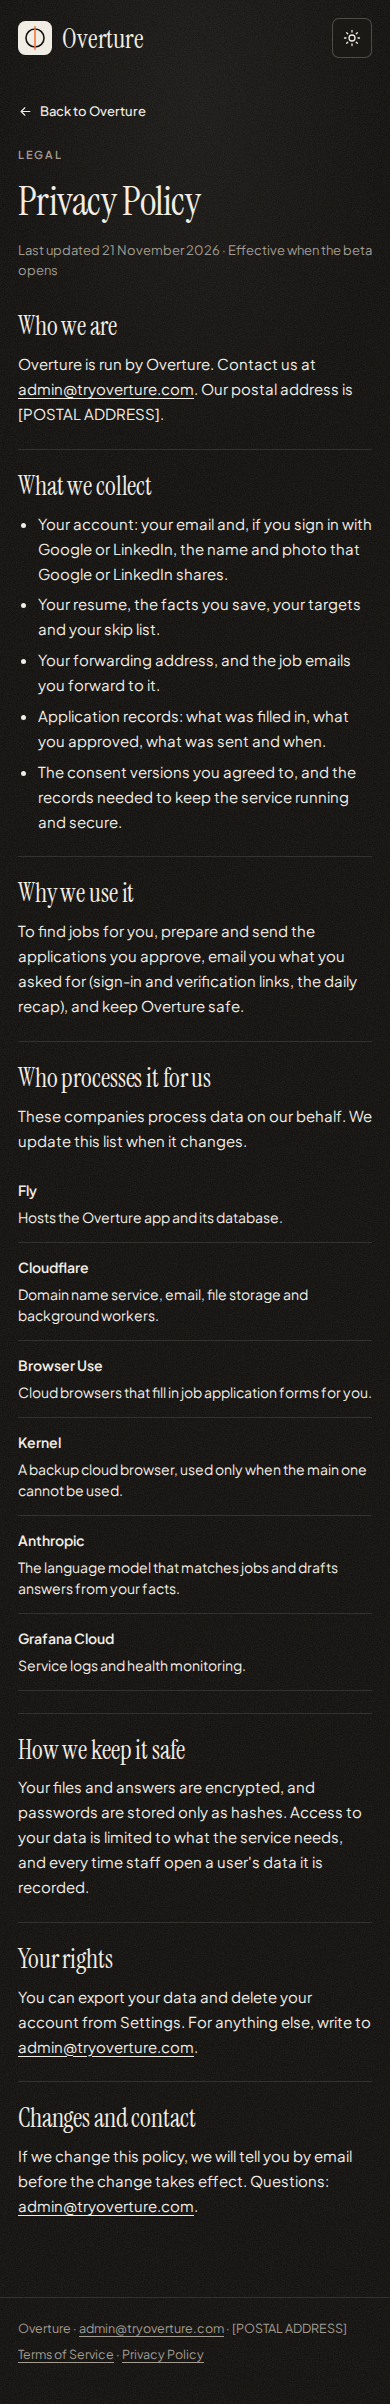 Overture
← Back to Overture
LEGAL
Privacy Policy
Last updated 21 November 2026 · Effective when the beta
opens
Who we are
Overture is run by Overture. Contact us at
admin@tryoverture.com. Our postal address is
[POSTAL ADDRESS].
What we collect
• Your account: your email and, if you sign in with
Google or LinkedIn, the name and photo that
Google or LinkedIn shares.
• Your resume, the facts you save, your targets
and your skip list.
• Your forwarding address, and the job emails
you forward to it.
• Application records: what was filled in, what
you approved, what was sent and when.
• The consent versions you agreed to, and the
records needed to keep the service running
and secure.
Why we use it
To find jobs for you, prepare and send the
applications you approve, email you what you
asked for (sign-in and verification links, the daily
recap), and keep Overture safe.
Who processes it for us
These companies process data on our behalf. We
update this list when it changes.
Fly
Hosts the Overture app and its database.
Cloudflare
Domain name service, email, file storage and
background workers.
Browser Use
Cloud browsers that fill in job application forms for you.
Kernel
A backup cloud browser, used only when the main one
cannot be used.
Anthropic
The language model that matches jobs and drafts
answers from your facts.
Grafana Cloud
Service logs and health monitoring.
How we keep it safe
Your files and answers are encrypted, and
passwords are stored only as hashes. Access to
your data is limited to what the service needs,
and every time staff open a user's data it is
recorded.
Your rights
You can export your data and delete your
account from Settings. For anything else, write to
admin@tryoverture.com.
Changes and contact
If we change this policy, we will tell you by email
before the change takes effect. Questions:
admin@tryoverture.com.
Overture · admin@tryoverture.com · [POSTAL ADDRESS]
Terms of Service · Privacy Policy